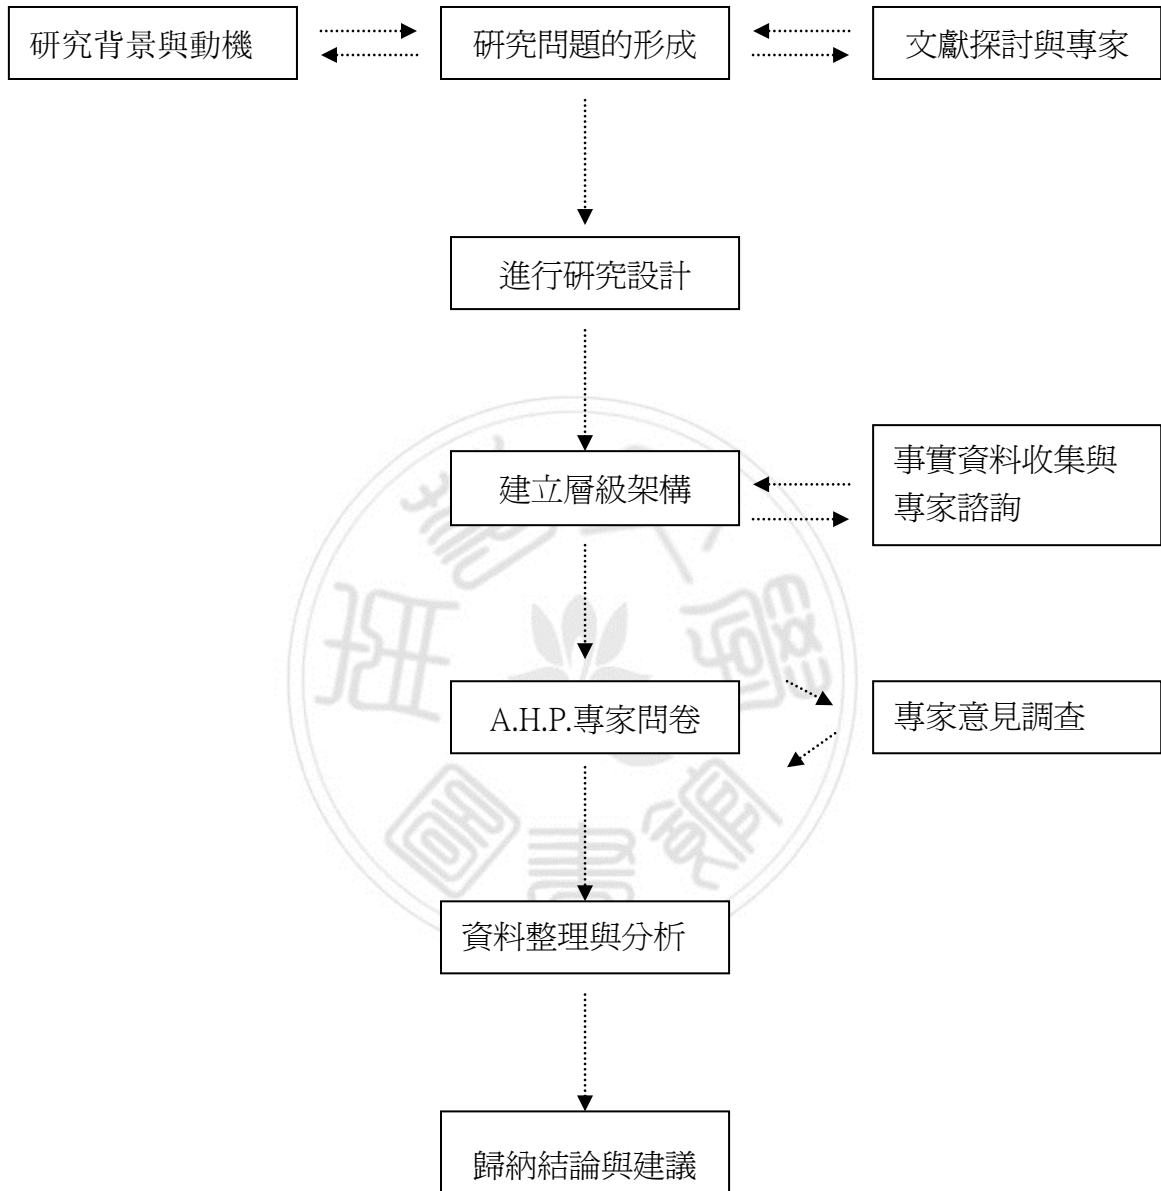 研究背景與動機
研究問題的形成
文獻探討與專家
進行研究設計
建立層級架構
事實資料收集與
專家諮詢
A.H.P.專家問卷
專家意見調查
資料整理與分析
歸納結論與建議